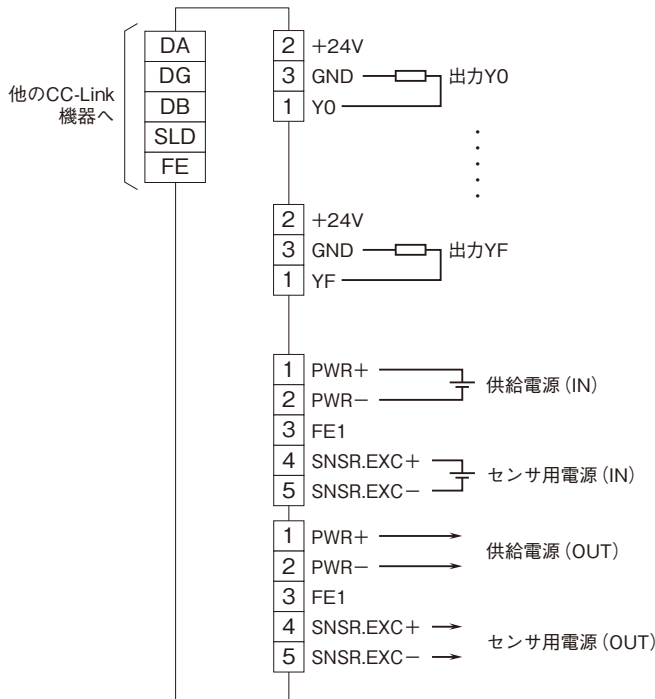 他のCC-Link
機器へ
DA
DG
DB
SLD
FE
2 +24V
3 GND 出力Y0
1 Y0
2 +24V
3 GND 出力YF
1 YF
1 PWR+
2 PWR−
供給電源(IN)
3 FE1
4 SNSR.EXC+
5 SNSR.EXC−
センサ用電源(IN)
1 PWR+
2 PWR−
供給電源(OUT)
3 FE1
4 SNSR.EXC+
5 SNSR.EXC−
センサ用電源(OUT)